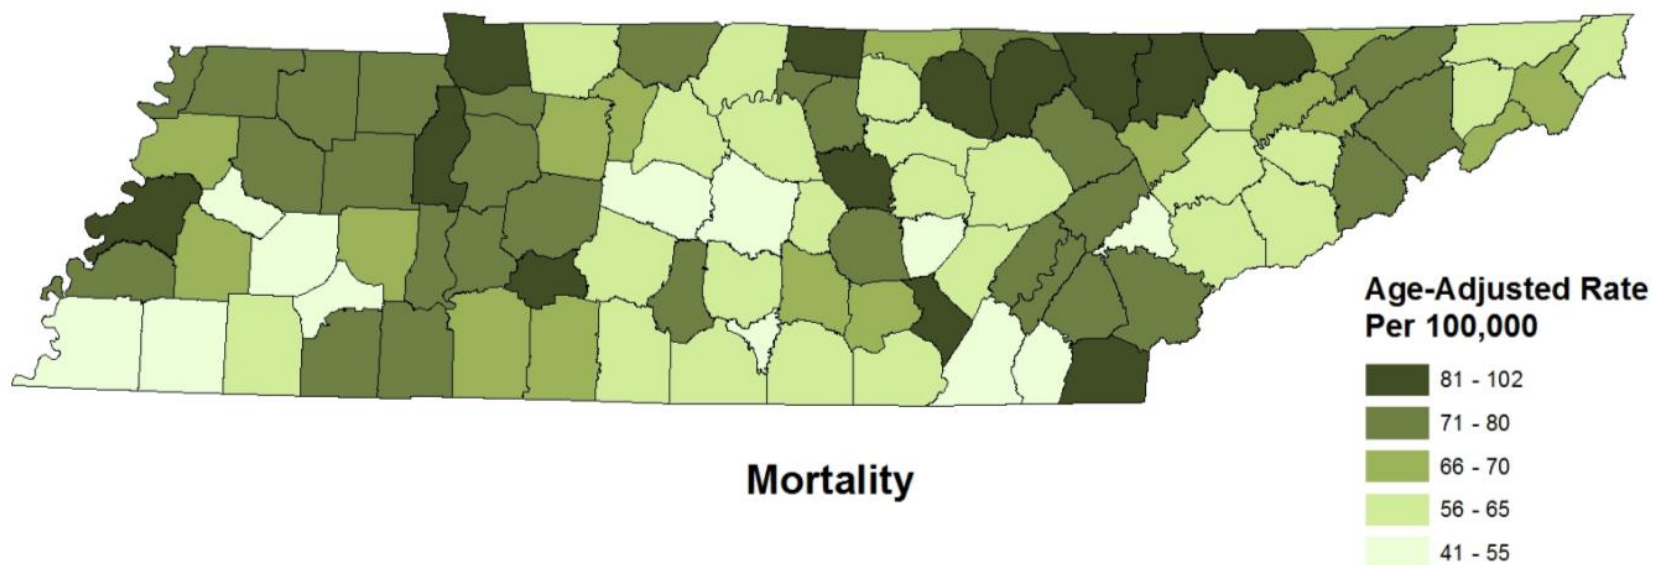 Age-Adjusted Rate
Per 100,000
81 - 102
71 - 80
66 - 70
56 - 65
41 - 55
Mortality